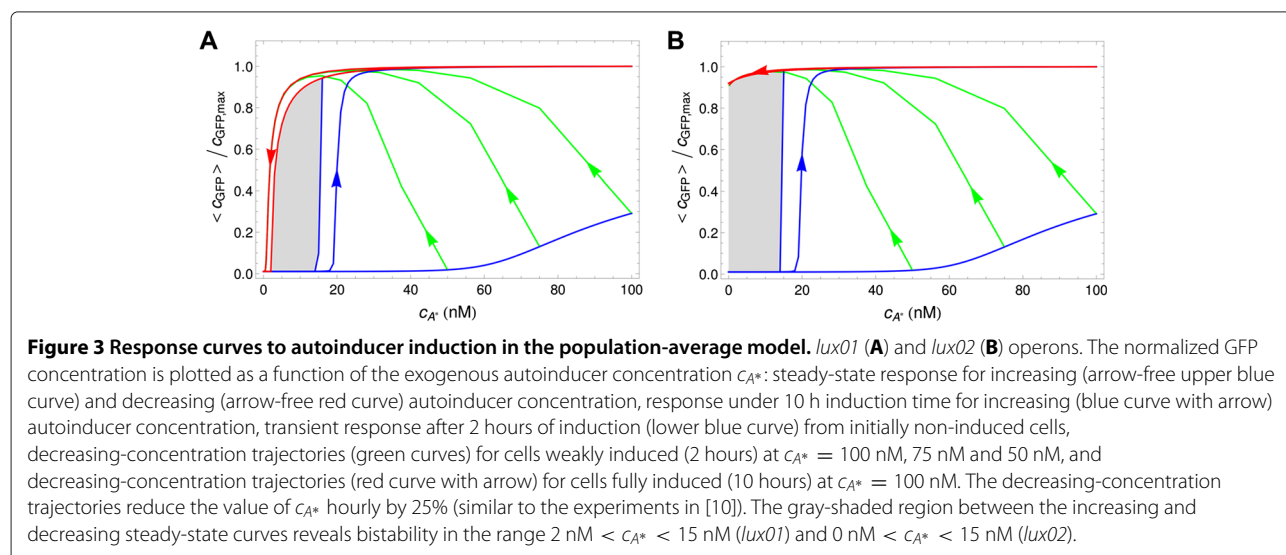 A
B
< cGFP > / cGFP,max
1.0
0.8
0.6
0.4
0.2
0.0
0
20
40
60
80
100
cA* (nM)
< cGFP > / cGFP,max
1.0
0.8
0.6
0.4
0.2
0.0
0
20
40
60
80
100
cA* (nM)
Figure 3 Response curves to autoinducer induction in the population-average model. lux01 (A) and lux02 (B) operons. The normalized GFP
concentration is plotted as a function of the exogenous autoinducer concentration cA*: steady-state response for increasing (arrow-free upper blue
curve) and decreasing (arrow-free red curve) autoinducer concentration, response under 10 h induction time for increasing (blue curve with arrow)
autoinducer concentration, transient response after 2 hours of induction (lower blue curve) from initially non-induced cells,
decreasing-concentration trajectories (green curves) for cells weakly induced (2 hours) at cA* = 100 nM, 75 nM and 50 nM, and
decreasing-concentration trajectories (red curve with arrow) for cells fully induced (10 hours) at cA* = 100 nM. The decreasing-concentration
trajectories reduce the value of cA* hourly by 25% (similar to the experiments in [10]). The gray-shaded region between the increasing and
decreasing steady-state curves reveals bistability in the range 2 nM < cA* < 15 nM (lux01) and 0 nM < cA* < 15 nM (lux02).